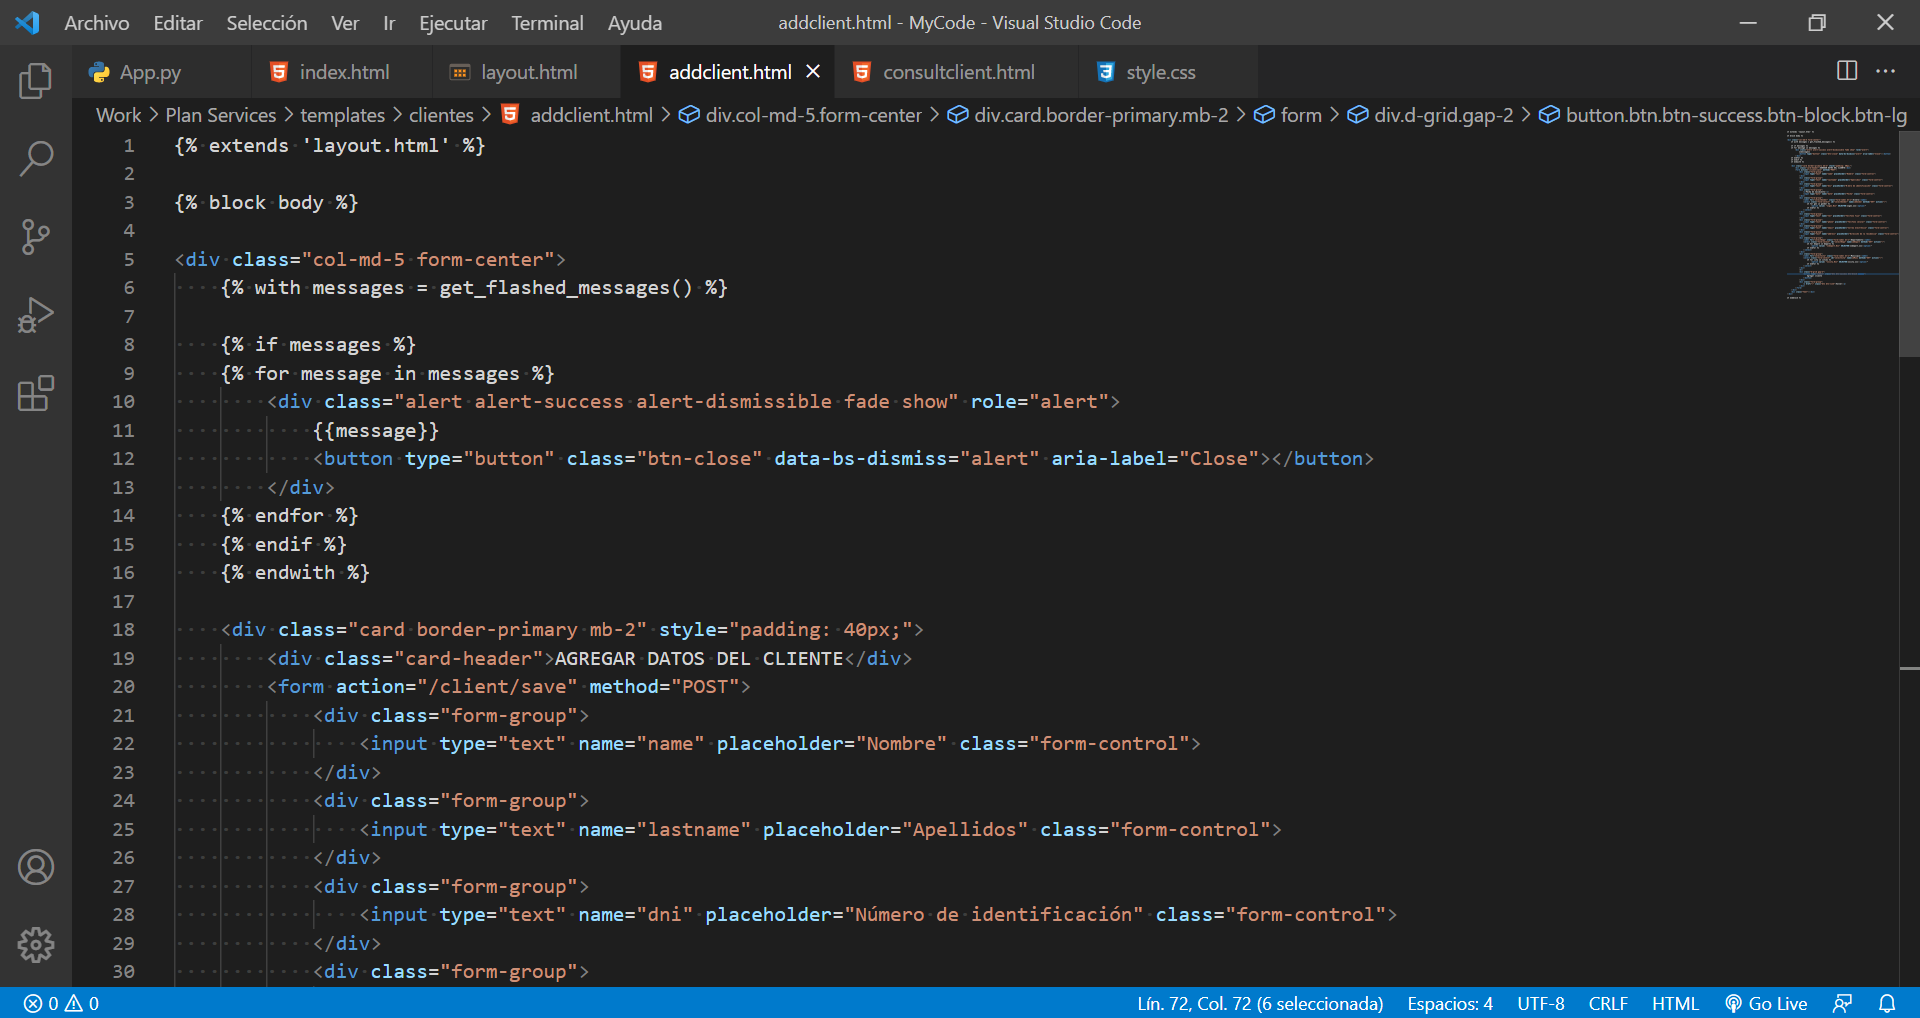 Archivo Editar Selección Ver Ir Ejecutar Terminal Ayuda addclient.html - MyCode - Visual Studio Code
App.py index.html layout.html addclient.html consultclient.html style.css
Work > Plan Services > templates > clientes > addclient.html > div.col-md-5.form-center > div.card.border-primary.mb-2 > form > div.d-grid.gap-2 > button.btn.btn-success.btn-block.btn-lg
1 {% extends 'layout.html' %}
2
3 {% block body %}
4
5 <div class="col-md-5 form-center">
6     {% with messages = get_flashed_messages() %}
7
8     {% if messages %}
9     {% for message in messages %}
10         <div class="alert alert-success alert-dismissible fade show" role="alert">
11             {{message}}
12             <button type="button" class="btn-close" data-bs-dismiss="alert" aria-label="Close"></button>
13         </div>
14     {% endfor %}
15     {% endif %}
16     {% endwith %}
17
18     <div class="card border-primary mb-2" style="padding: 40px;">
19         <div class="card-header">AGREGAR DATOS DEL CLIENTE</div>
20         <form action="/client/save" method="POST">
21             <div class="form-group">
22                 <input type="text" name="name" placeholder="Nombre" class="form-control">
23             </div>
24             <div class="form-group">
25                 <input type="text" name="lastname" placeholder="Apellidos" class="form-control">
26             </div>
27             <div class="form-group">
28                 <input type="text" name="dni" placeholder="Número de identificación" class="form-control">
29             </div>
30             <div class="form-group">
0 0 Lín. 72, Col. 72 (6 seleccionada) Espacios: 4 UTF-8 CRLF HTML Go Live